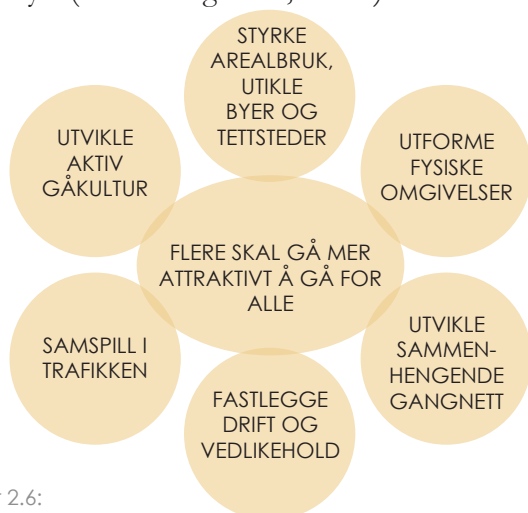 STYRKE
AREALBRUK,
UTIKLE
BYER OG
TETTSTEDER
UTVIKLE
AKTIV
GÅKULTUR
UTFORME
FYSISKE
OMGIVELSER
FLERE SKAL GÅ MER
ATTRAKTIVT Å GÅ FOR
ALLE
SAMSPILL I
TRAFIKKEN
UTVIKLE
SAMMEN-
HENGENDE
GANGNETT
FASTLEGGE
DRIFT OG
VEDLIKEHOLD
2.6: